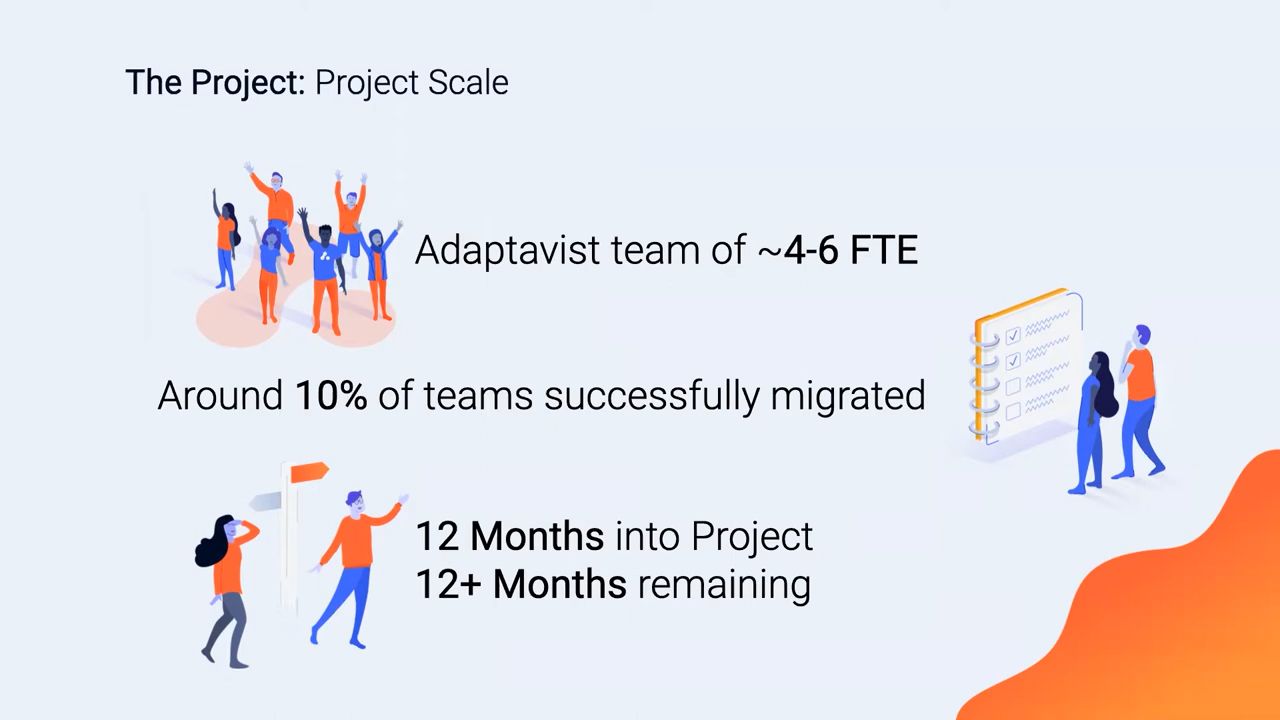 The Project: Project Scale
Adaptavist team of ~4-6 FTE
Around 10% of teams successfully migrated
12 Months into Project
12+ Months remaining